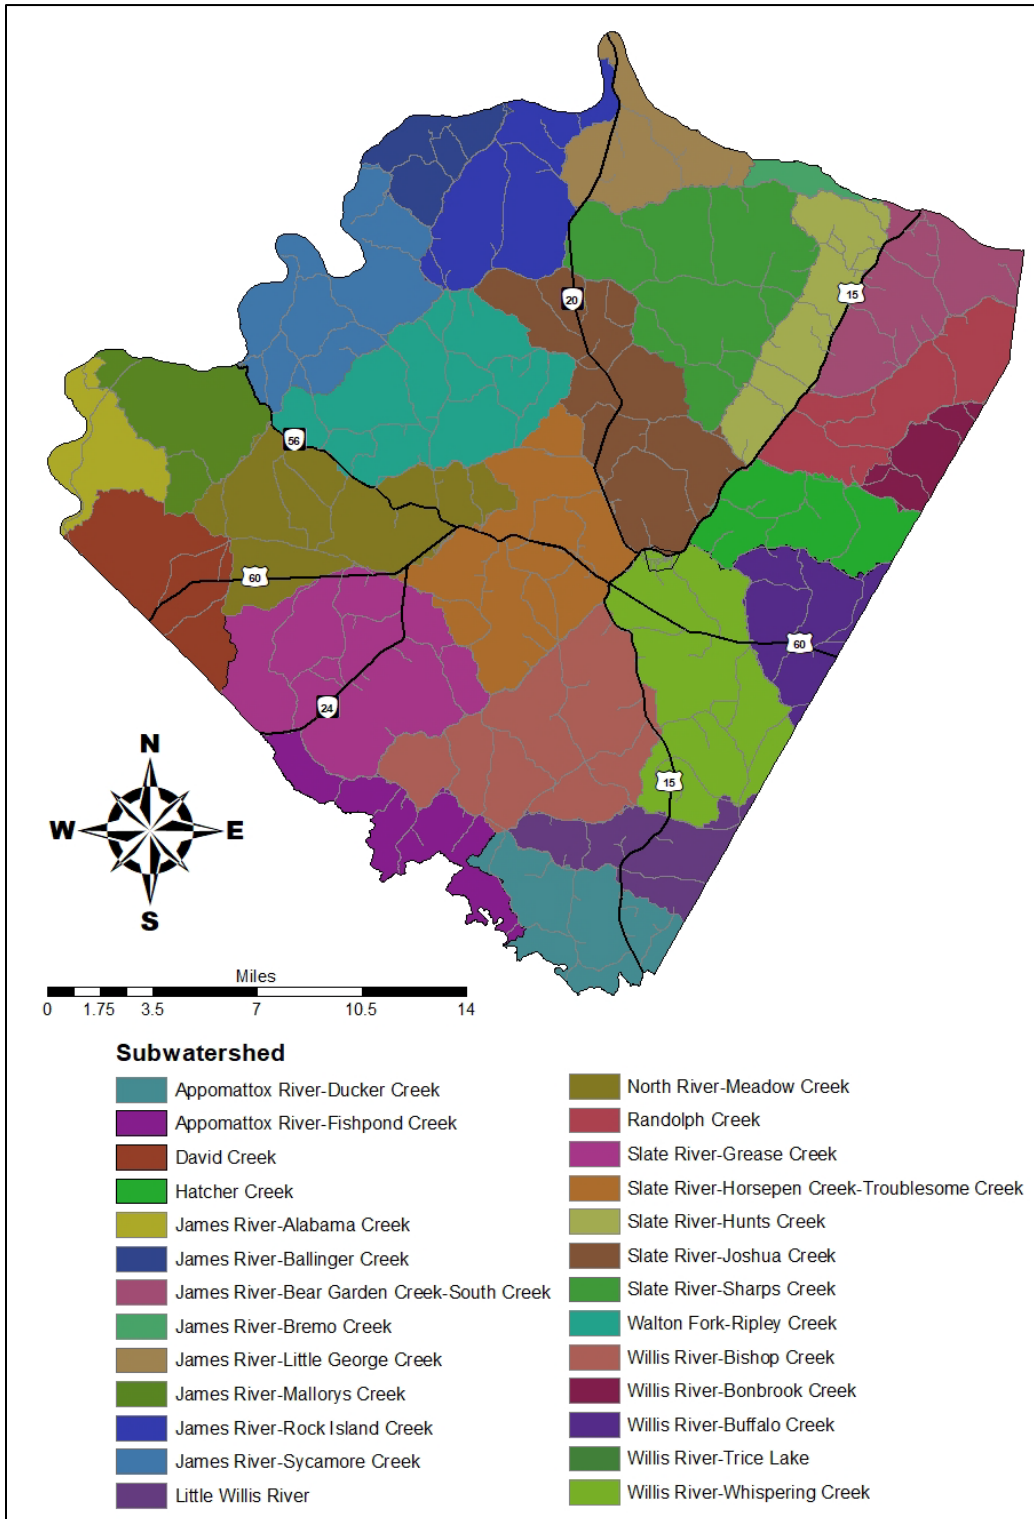 20
15
56
60
60
24
15
N
W E
S
Miles
0 1.75 3.5 7 10.5 14
Subwatershed
Appomattox River-Ducker Creek
Appomattox River-Fishpond Creek
David Creek
Hatcher Creek
James River-Alabama Creek
James River-Ballinger Creek
James River-Bear Garden Creek-South Creek
James River-Bremo Creek
James River-Little George Creek
James River-Mallorys Creek
James River-Rock Island Creek
James River-Sycamore Creek
Little Willis River
North River-Meadow Creek
Randolph Creek
Slate River-Grease Creek
Slate River-Horsepen Creek-Troublesome Creek
Slate River-Hunts Creek
Slate River-Joshua Creek
Slate River-Sharps Creek
Walton Fork-Ripley Creek
Willis River-Bishop Creek
Willis River-Bonbrook Creek
Willis River-Buffalo Creek
Willis River-Trice Lake
Willis River-Whispering Creek